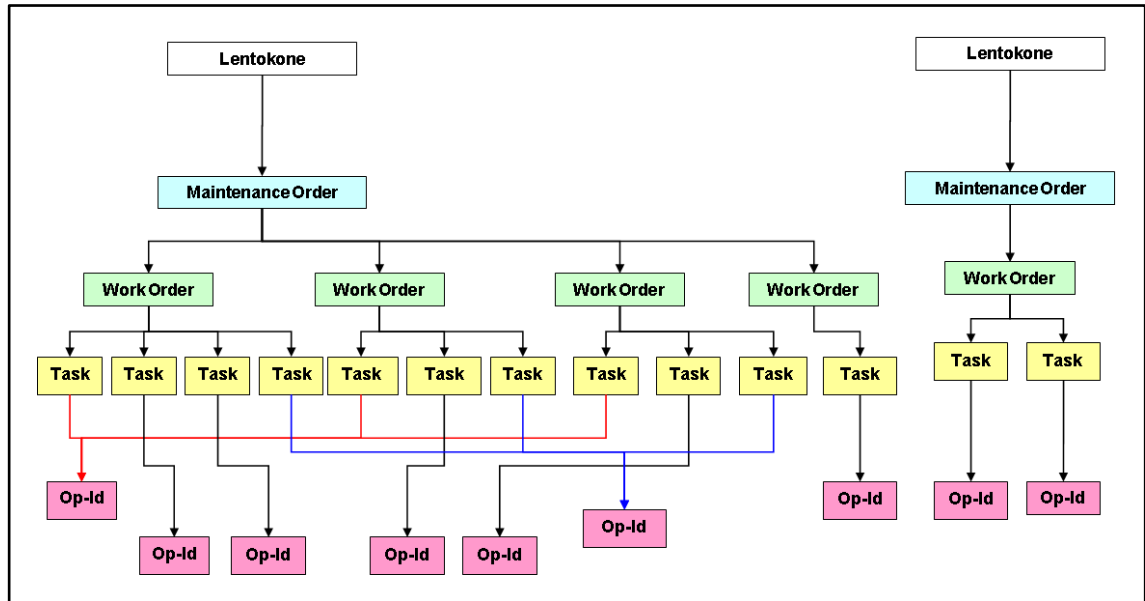 Lentokone
Lentokone
Maintenance Order
Maintenance Order
Work Order
Work Order
Work Order
Work Order
Work Order
Task
Task
Task
Task
Task
Task
Task
Task
Task
Task
Task
Task
Task
Op-Id
Op-Id
Op-Id
Op-Id
Op-Id
Op-Id
Op-Id
Op-Id
Op-Id
Op-Id